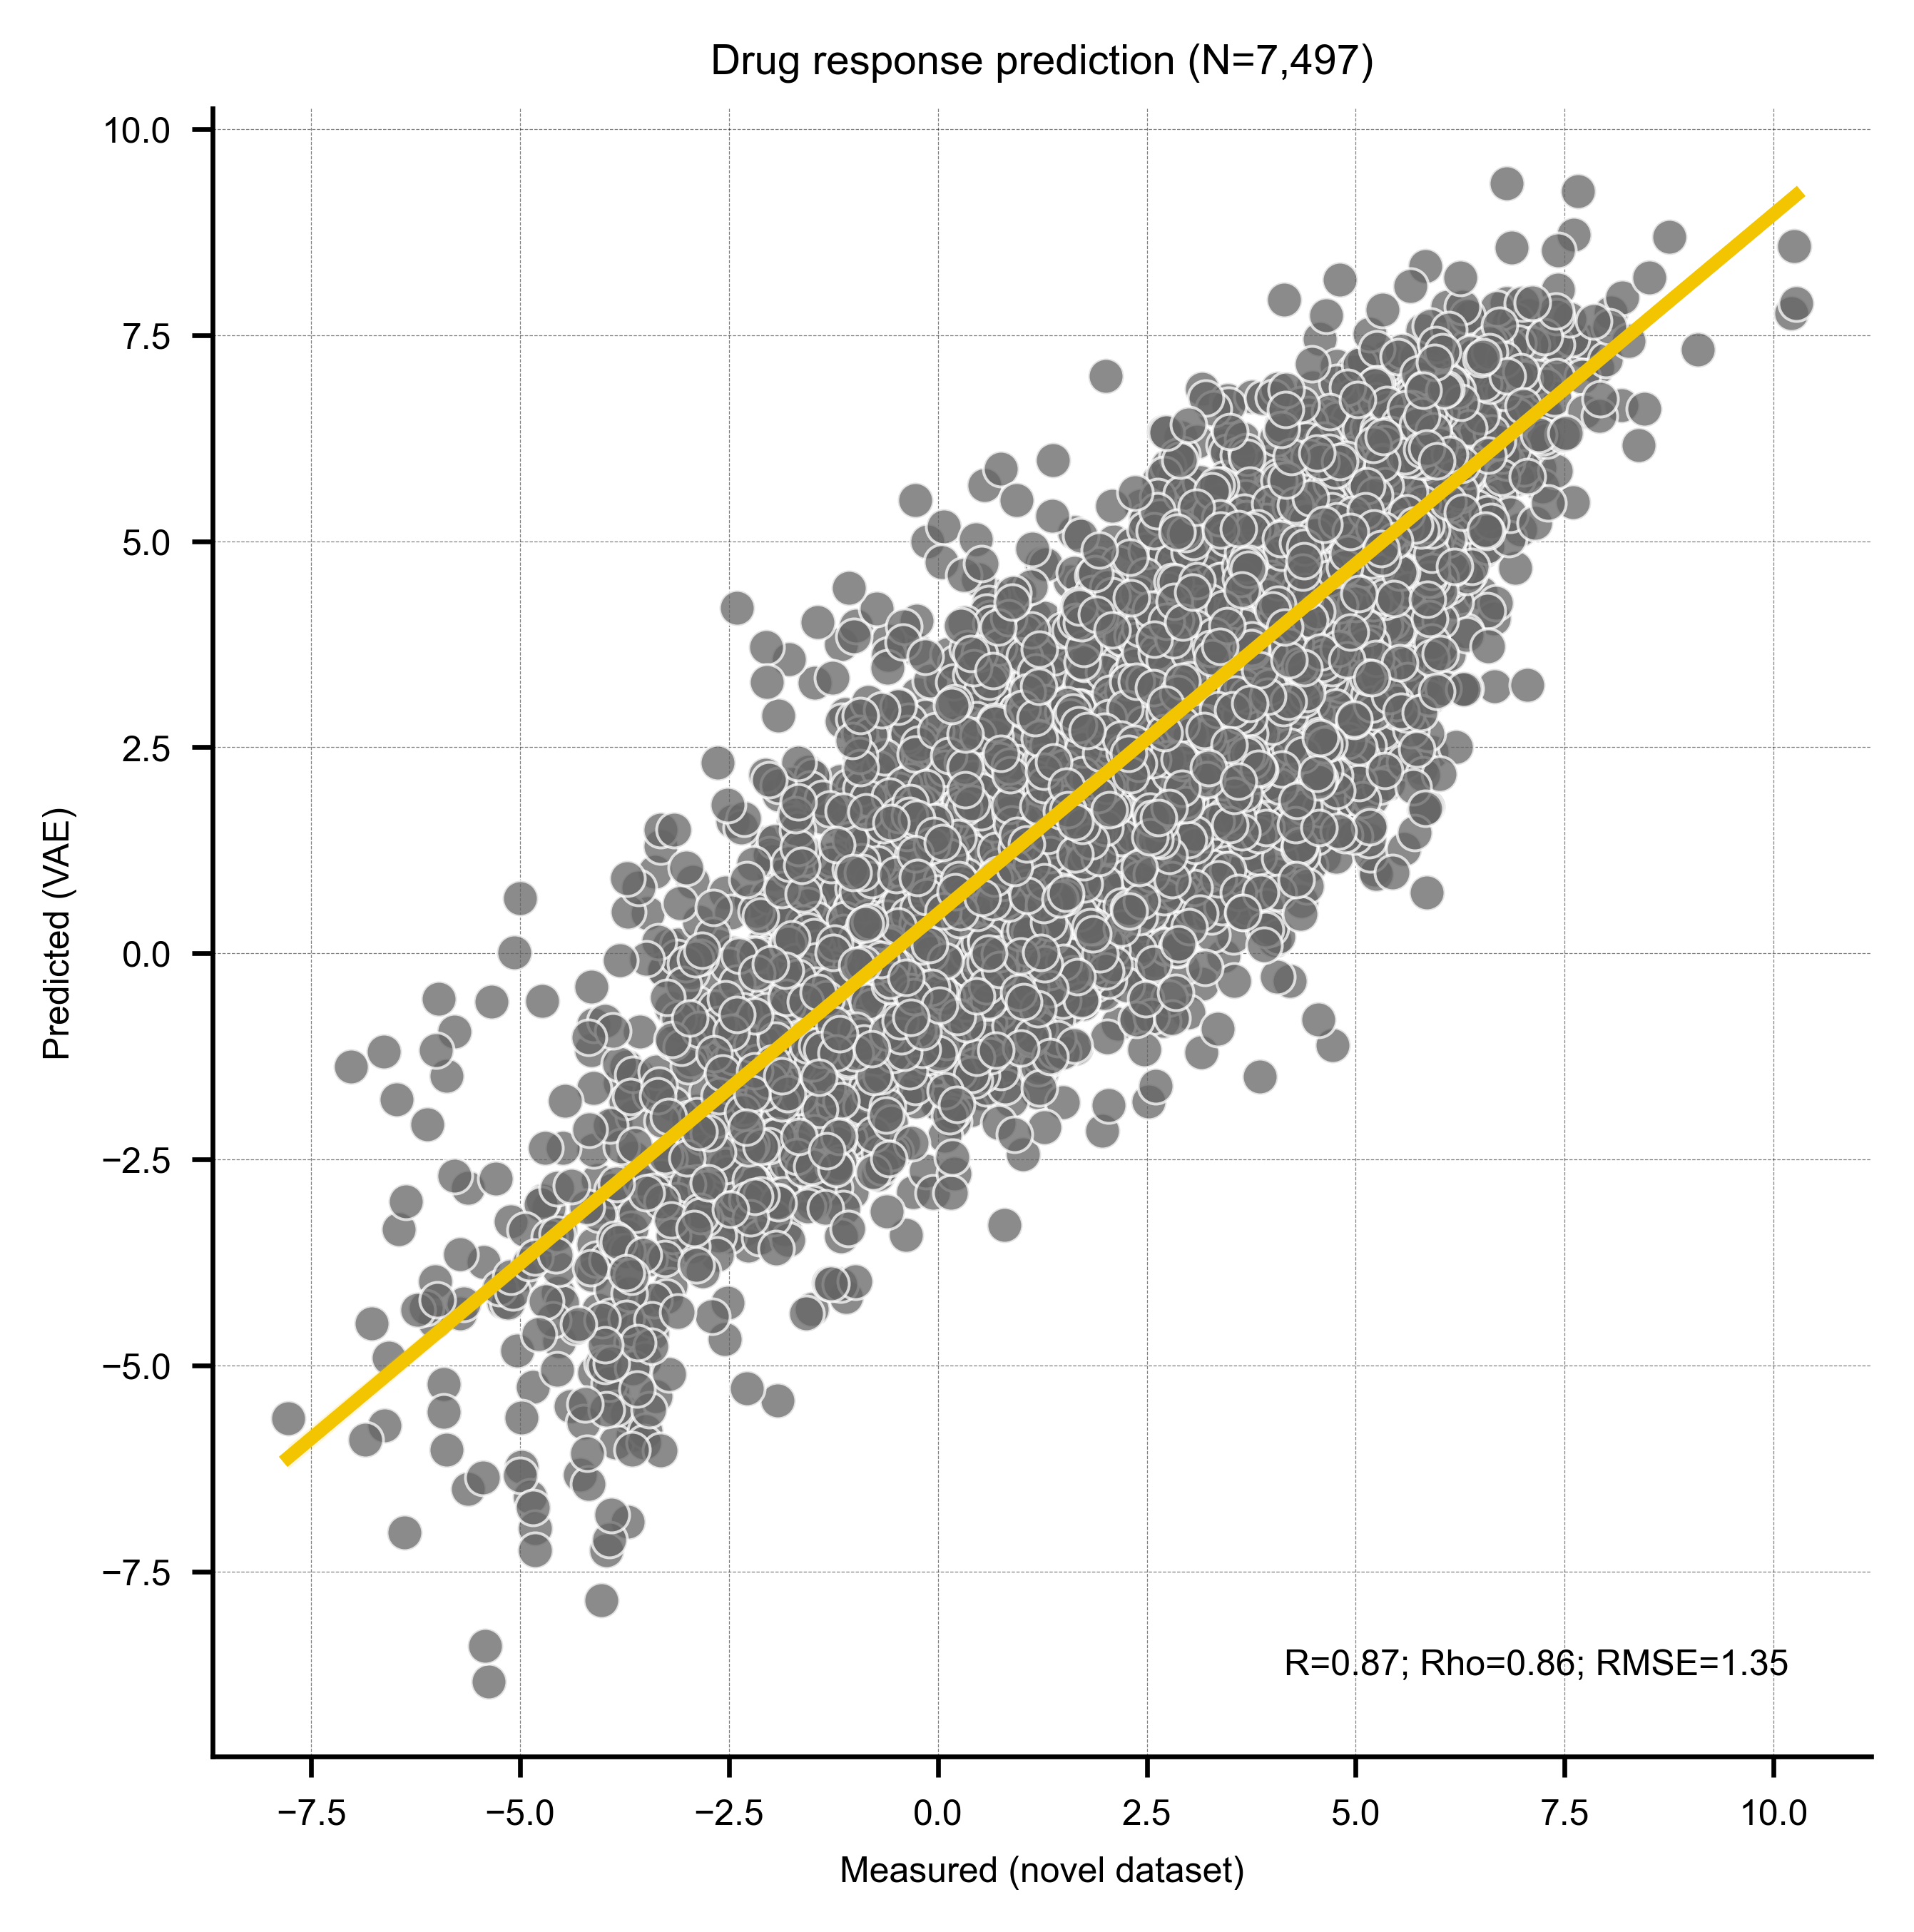 Drug response prediction (N=7,497)
10.0
7.5
5.0
2.5
0.0
−2.5
−5.0
−7.5
Predicted (VAE)
R=0.87; Rho=0.86; RMSE=1.35
−7.5 −5.0 −2.5 0.0 2.5 5.0 7.5 10.0
Measured (novel dataset)